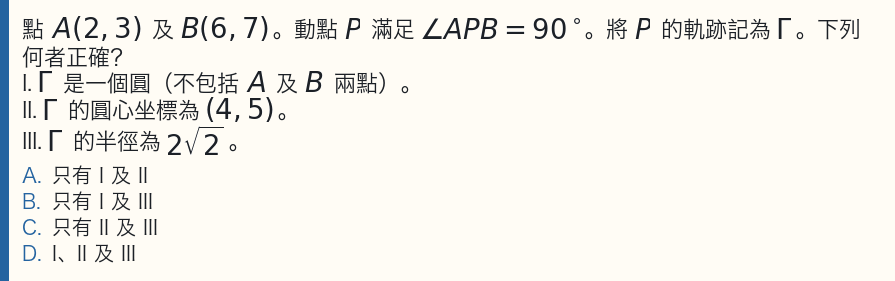 點 A(2, 3) 及 B(6, 7)。動點 P 滿足 ∠APB = 90°。將 P 的軌跡記為 Γ。下列
何者正確?
I. Γ 是一個圓（不包括 A 及 B 兩點）。
II. Γ 的圓心坐標為 (4, 5)。
III. Γ 的半徑為 2√2。
A. 只有 I 及 II
B. 只有 I 及 III
C. 只有 II 及 III
D. I、II 及 III